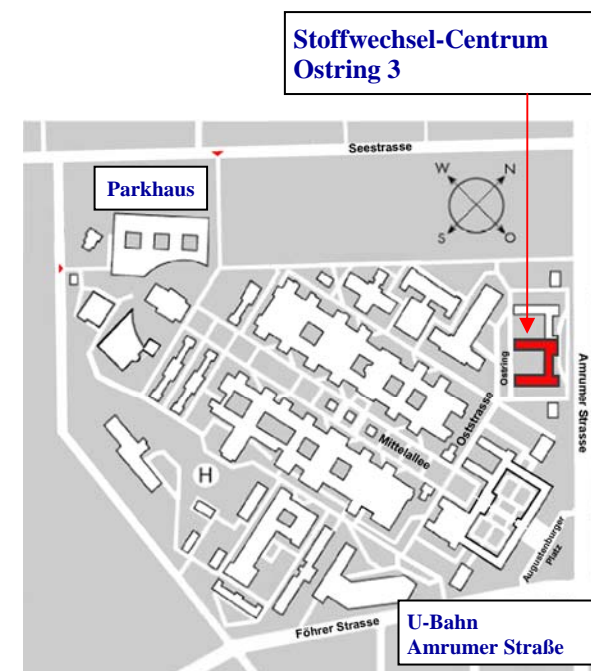 Stoffwechsel-Centrum
Ostring 3
Seestrasse
Parkhaus
W
N
S
O
Ostring
Amrumer Strasse
Oststrasse
Mittelallee
H
Augustenburger
Platz
Föhrer Strasse
U-Bahn
Amrumer Straße